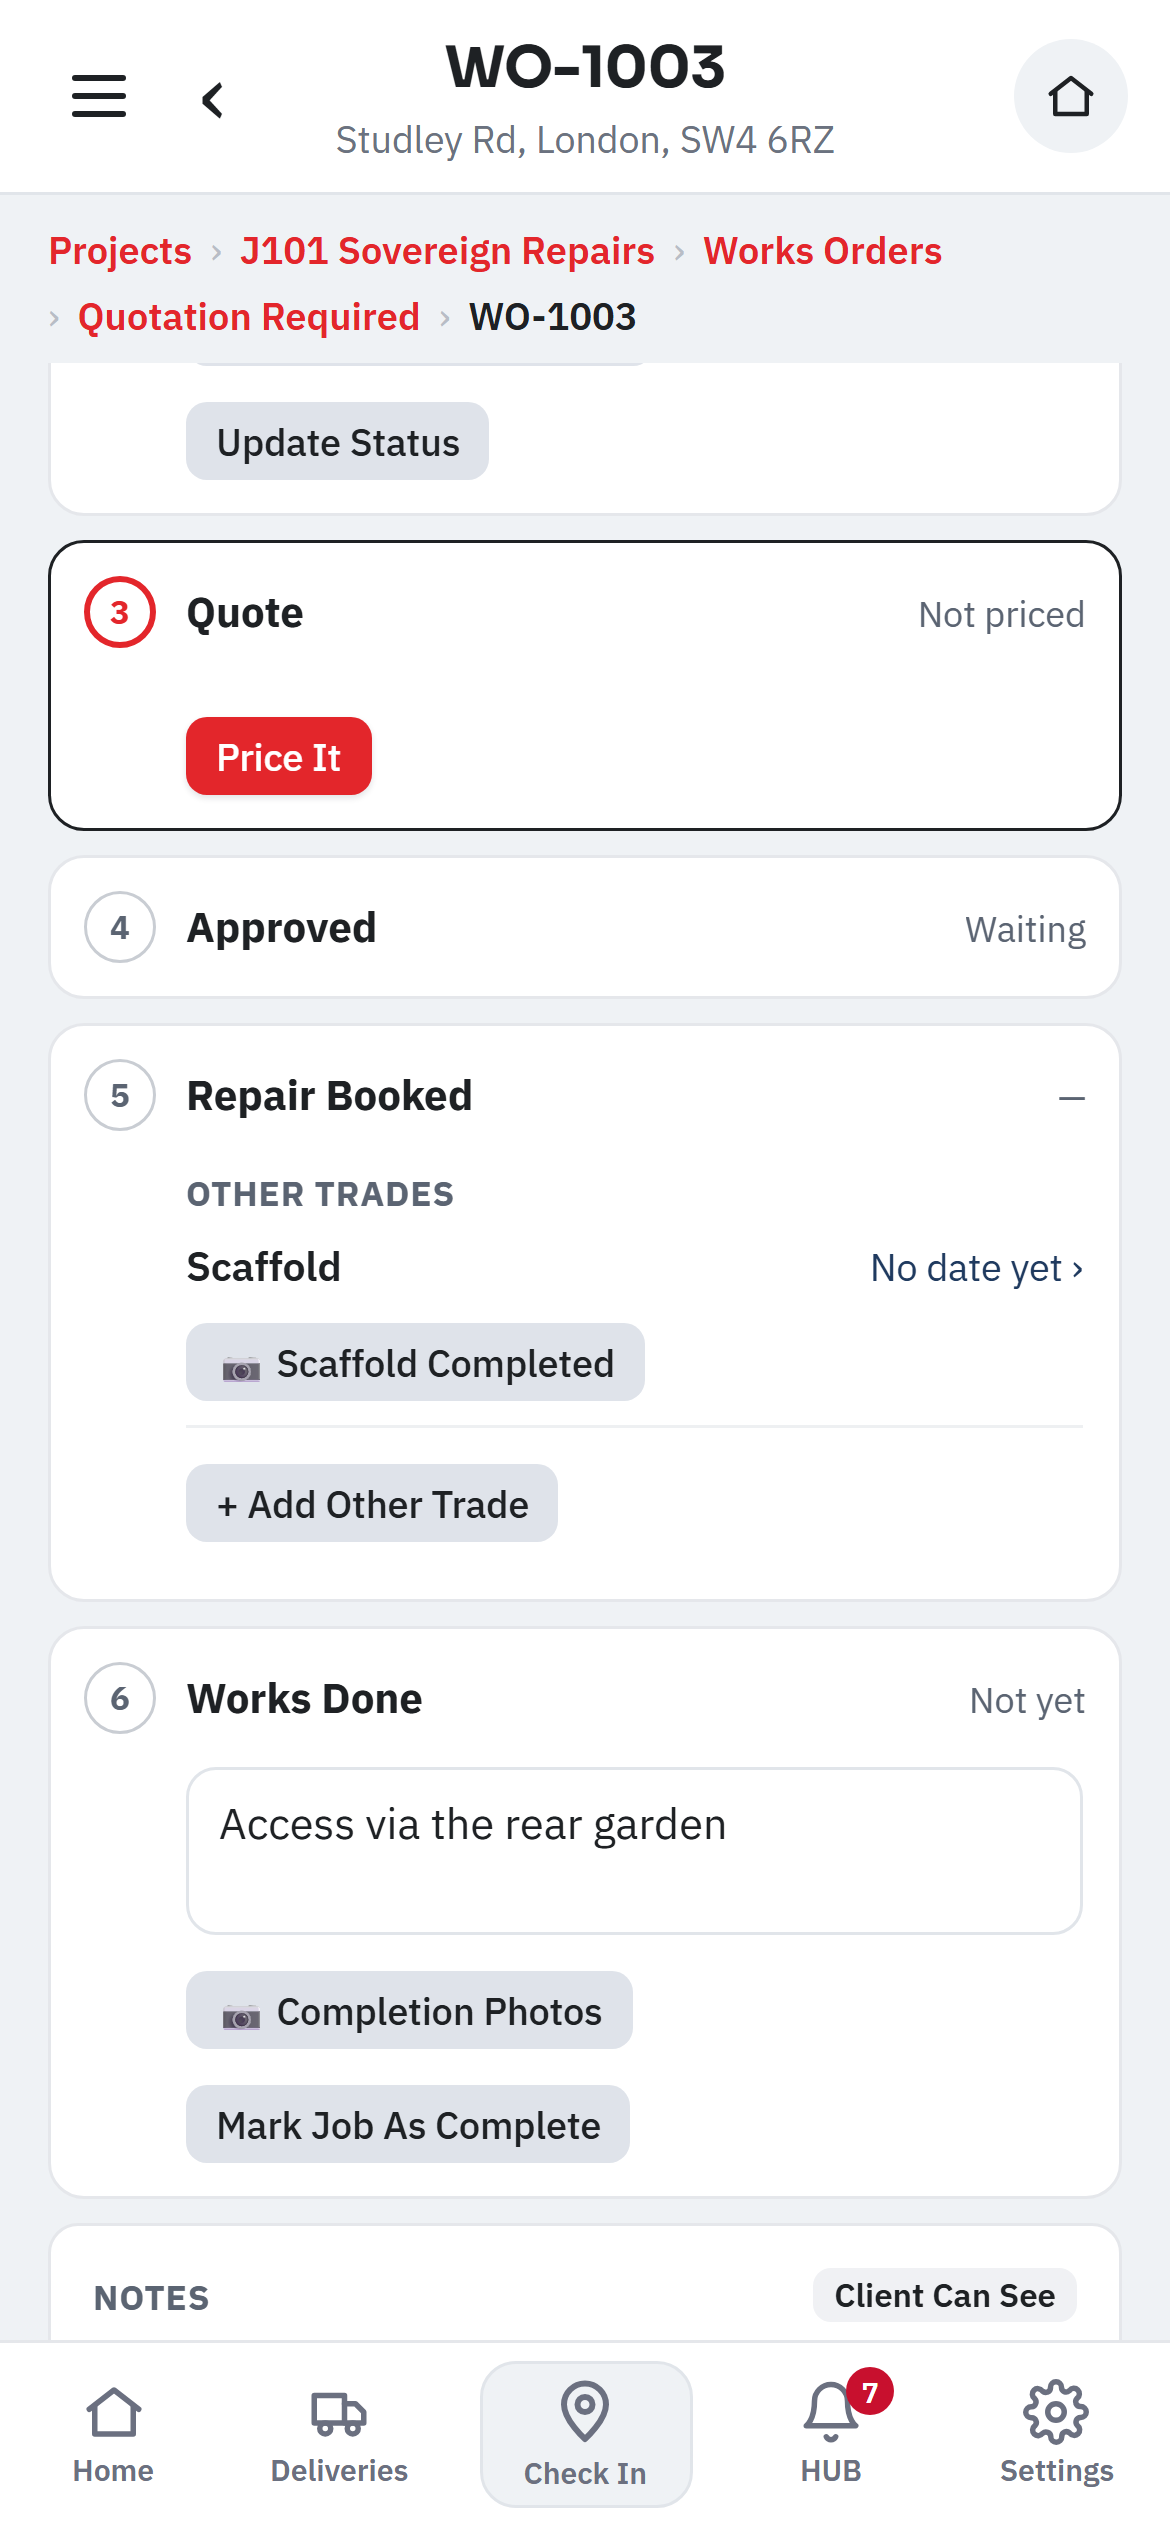 WO-1003
Studley Rd, London, SW4 6RZ
Projects › J101 Sovereign Repairs › Works Orders
› Quotation Required › WO-1003
Update Status
3 Quote Not priced
Price It
4 Approved Waiting
5 Repair Booked —
OTHER TRADES
Scaffold No date yet ›
📷 Scaffold Completed
+ Add Other Trade
6 Works Done Not yet
Access via the rear garden
📷 Completion Photos
Mark Job As Complete
NOTES Client Can See
7
Home Deliveries Check In HUB Settings